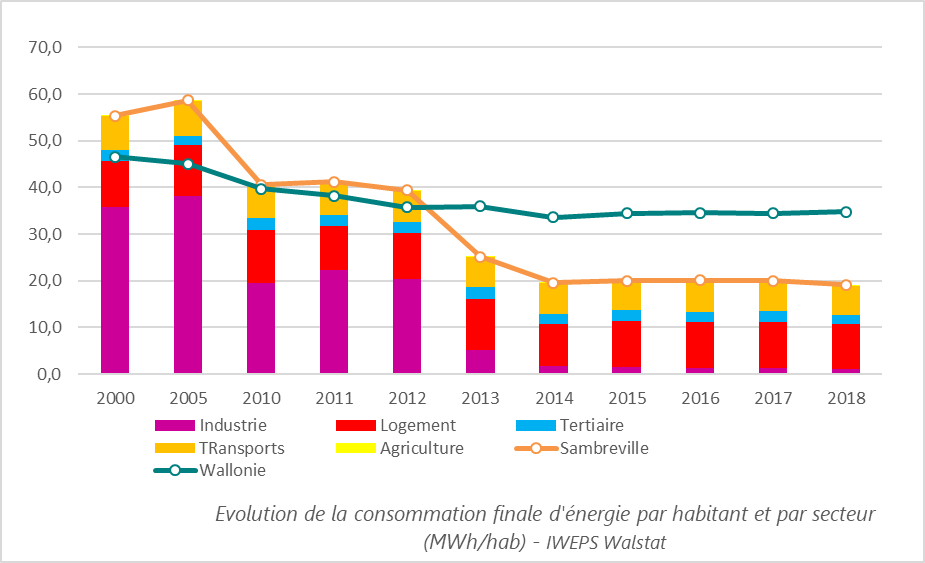 70,0
60,0
50,0
40,0
30,0
20,0
10,0
0,0
2000 2005 2010 2011 2012 2013 2014 2015 2016 2017 2018
Industrie Logement Tertiaire
TRansports Agriculture Sambreville
Wallonie
Evolution de la consommation finale d'énergie par habitant et par secteur
(MWh/hab) - IWEPS Walstat